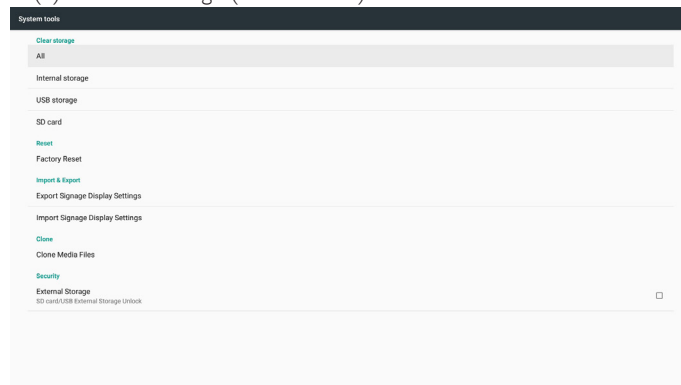 System tools
Clear storage
All
Internal storage
USB storage
SD card
Reset
Factory Reset
Import & Export
Export Signage Display Settings
Import Signage Display Settings
Clone
Clone Media Files
Security
External Storage
SD card/USB External Storage Unlock